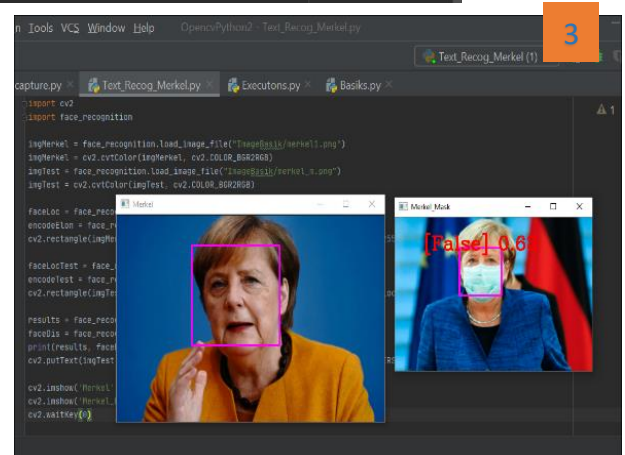 n Tools VCS Window Help OpencvPython2 - Text_Recog_Merkel.py
3
Text_Recog_Merkel (1)
capture.py Text_Recog_Merkel.py Executons.py Basiks.py
import cv2
import face_recognition
1
imgMerkel = face_recognition.load_image_file("ImageBasik/merkel1.png")
imgMerkel = cv2.cvtColor(imgMerkel, cv2.COLOR_BGR2RGB)
imgTest = face_recognition.load_image_file("ImageBasik/merkel_m.png")
imgTest = cv2.cvtColor(imgTest, cv2.COLOR_BGR2RGB)
Merkel
Merkel_Mask
faceLoc = face_reco
encodeElon = face_r
cv2.rectangle(imgMe
[False] 0.6
faceLocTest = face_
encodeTest = face_r
cv2.rectangle(imgTe
results = face_reco
faceDis = face_reco
print(results, faceD
cv2.putText(imgTest
cv2.imshow('Merkel'
cv2.imshow('Merkel_
cv2.waitKey(0)